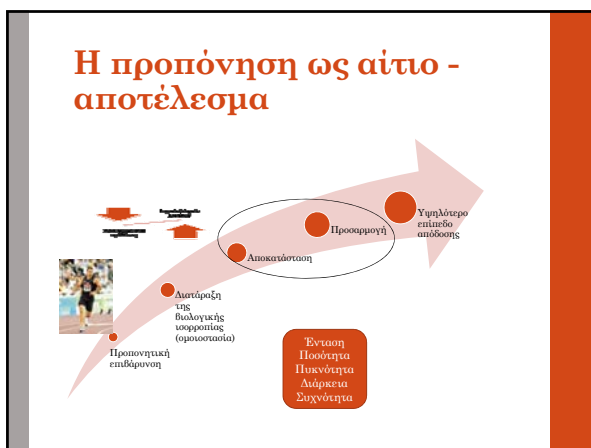 Η προπόνηση ως αίτιο -
αποτέλεσμα
Υψηλότερο
επίπεδο
απόδοσης
Προσαρμογή
Αποκατάσταση
Διατάραξη
της
βιολογικής
ισορροπίας
(ομοιοστασία)
Προπονητική
επιβάρυνση
Ένταση
Ποσότητα
Πυκνότητα
Διάρκεια
Συχνότητα